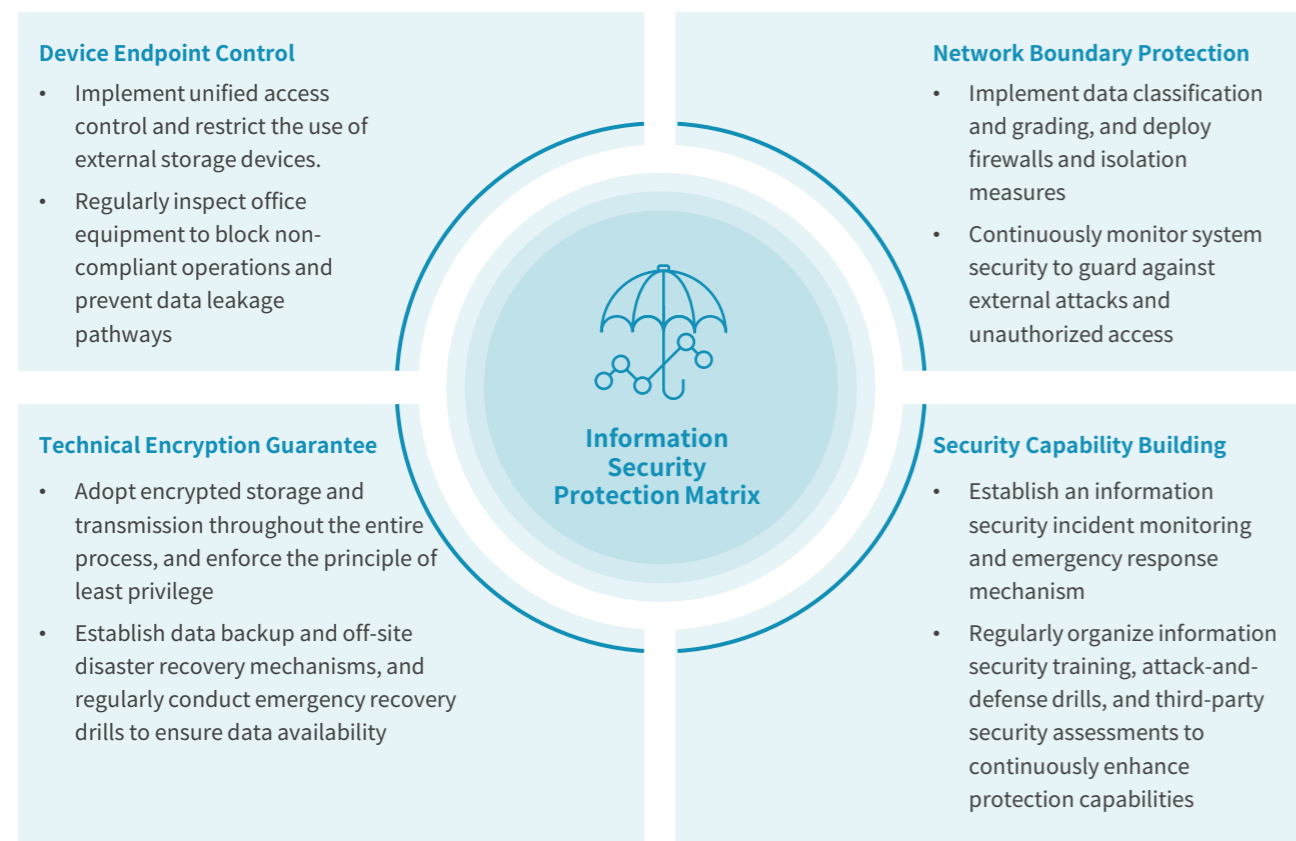 Device Endpoint Control
• Implement unified access
control and restrict the use of
external storage devices.
• Regularly inspect office
equipment to block non-
compliant operations and
prevent data leakage
pathways
Network Boundary Protection
• Implement data classification
and grading, and deploy
firewalls and isolation
measures
• Continuously monitor system
security to guard against
external attacks and
unauthorized access
Information
Security
Protection Matrix
Technical Encryption Guarantee
• Adopt encrypted storage and
transmission throughout the entire
process, and enforce the principle of
least privilege
• Establish data backup and off-site
disaster recovery mechanisms, and
regularly conduct emergency recovery
drills to ensure data availability
Security Capability Building
• Establish an information
security incident monitoring
and emergency response
mechanism
• Regularly organize information
security training, attack-and-
defense drills, and third-party
security assessments to
continuously enhance
protection capabilities